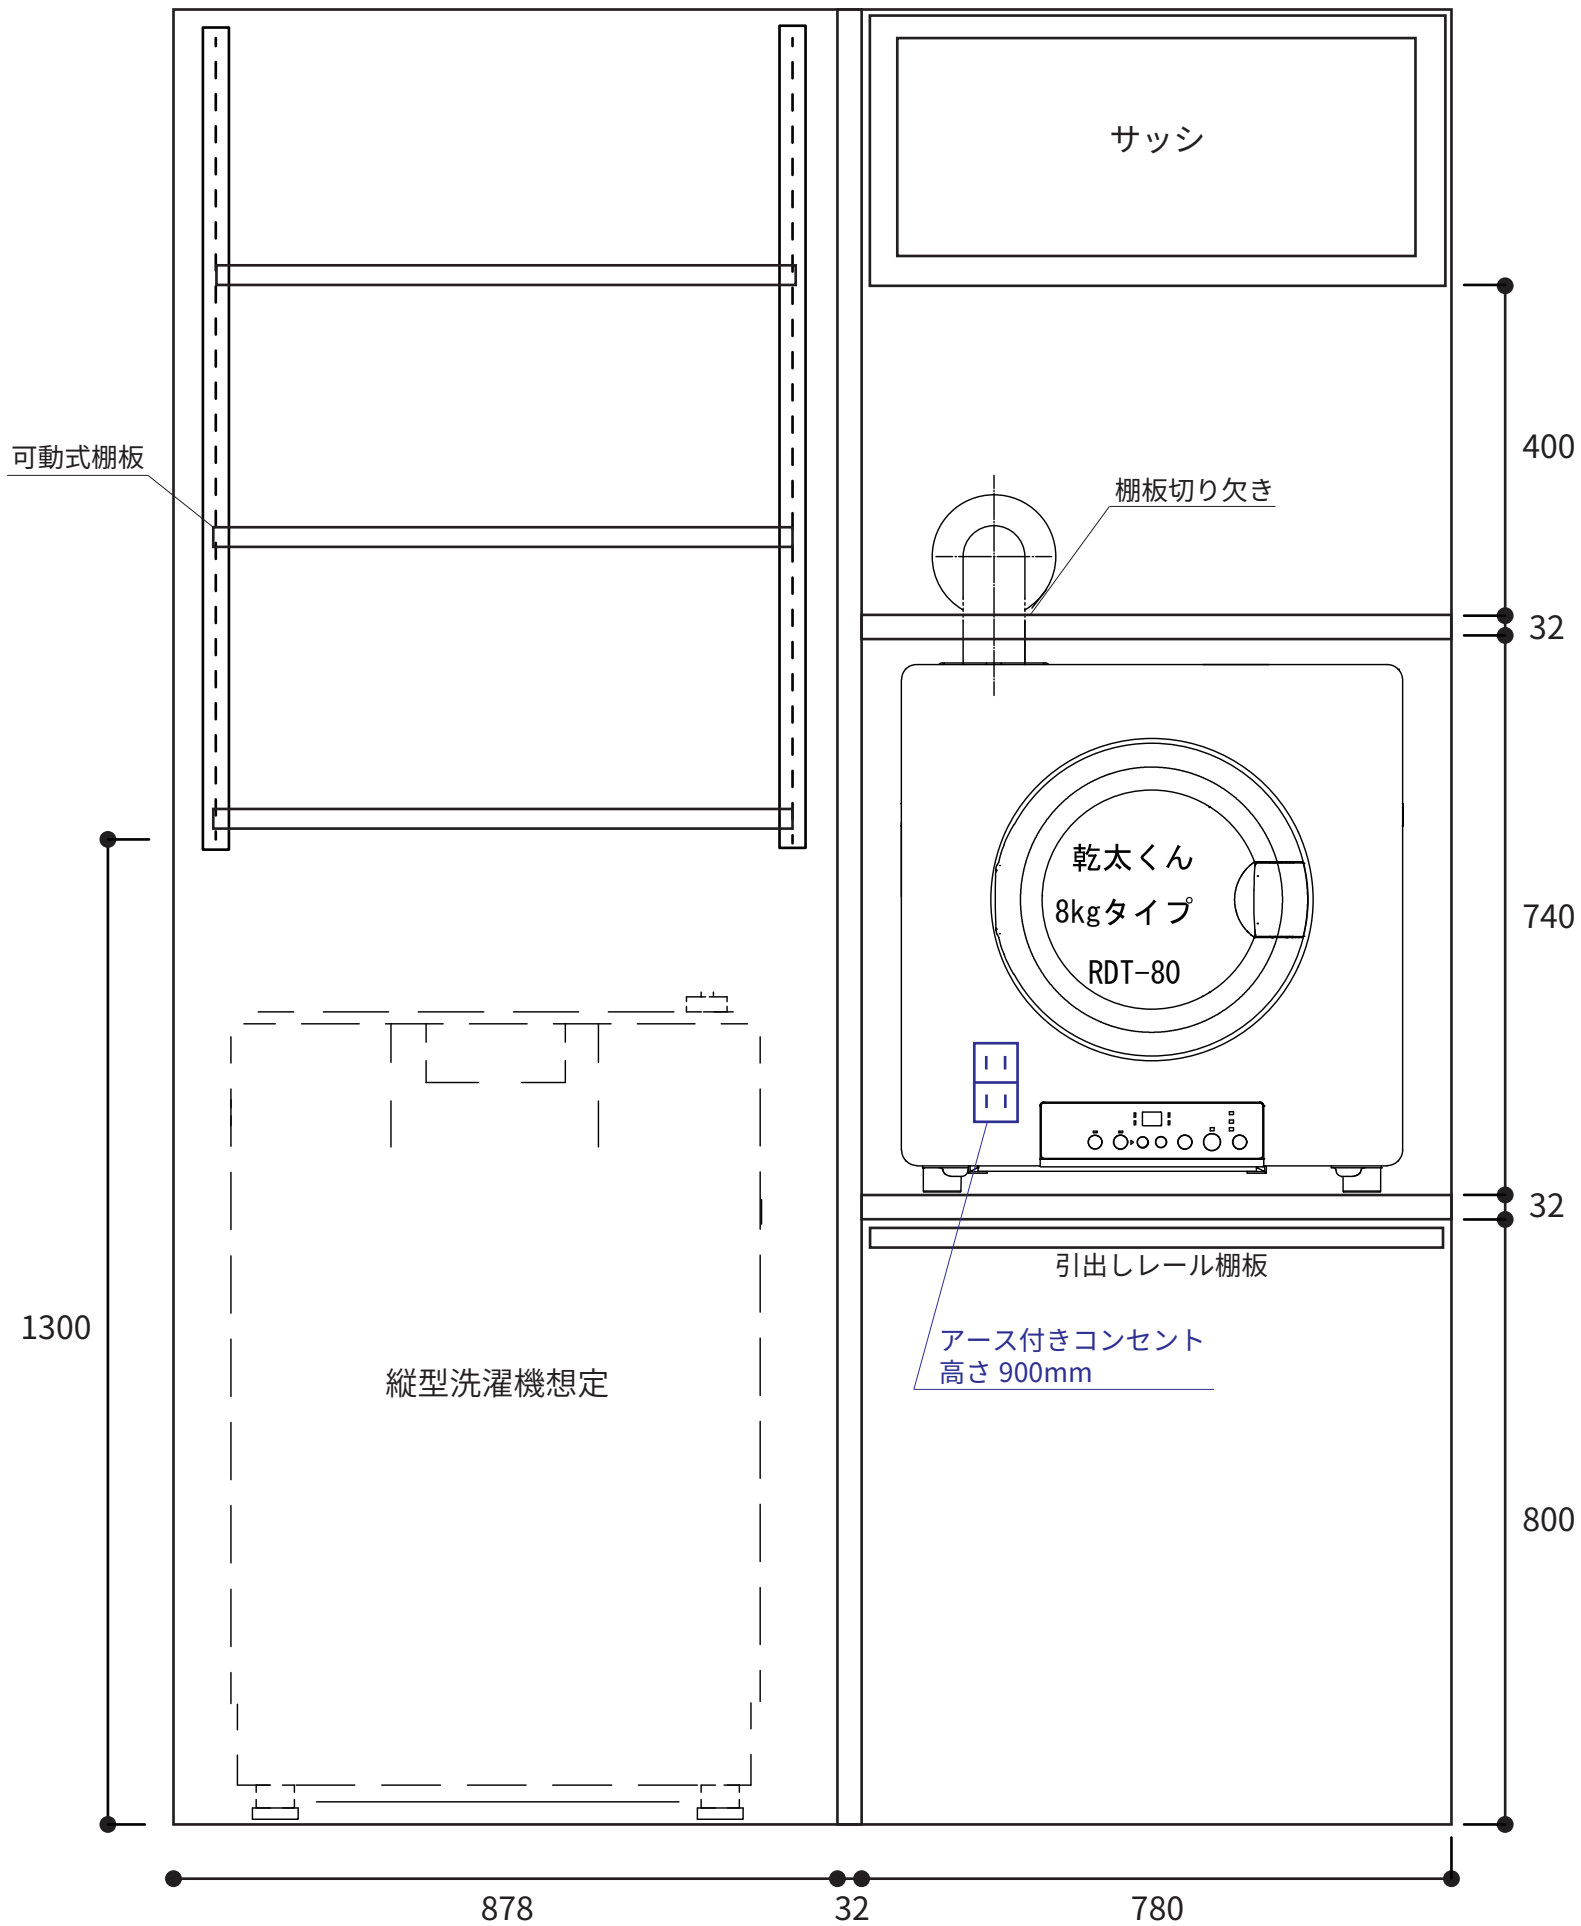 サッシ
可動式棚板
400
棚板切り欠き
32
乾太くん
8kgタイプ
RDT-80
740
32
引出しレール棚板
1300
アース付きコンセント
高さ 900mm
縦型洗濯機想定
800
878
32
780